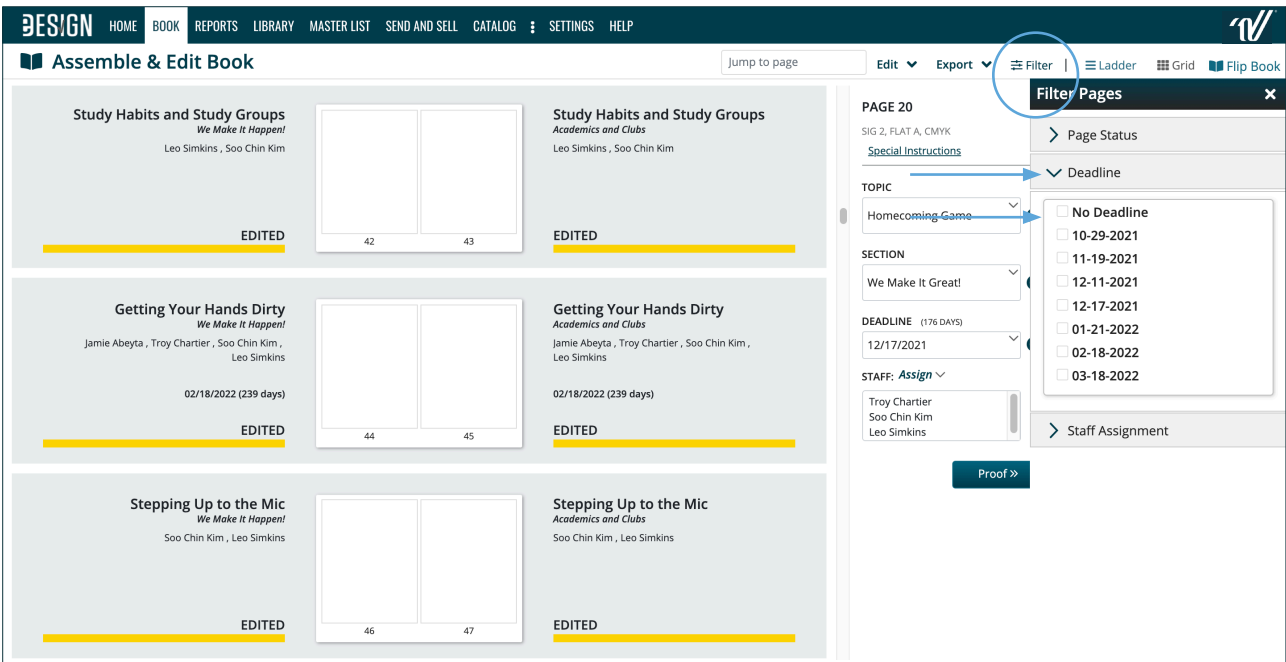 DESIGN HOME BOOK REPORTS LIBRARY MASTER LIST SEND AND SELL CATALOG SETTINGS HELP
Assemble & Edit Book
Jump to page
Edit Export Filter | Ladder Grid Flip Book
Study Habits and Study Groups
We Make It Happen!
Leo Simkins , Soo Chin Kim
EDITED
42 43
Study Habits and Study Groups
Academics and Clubs
Leo Simkins , Soo Chin Kim
EDITED
Getting Your Hands Dirty
We Make It Happen!
Jamie Abeyta , Troy Chartier , Soo Chin Kim ,
Leo Simkins
02/18/2022 (239 days)
EDITED
44 45
Getting Your Hands Dirty
Academics and Clubs
Jamie Abeyta , Troy Chartier , Soo Chin Kim ,
Leo Simkins
02/18/2022 (239 days)
EDITED
Stepping Up to the Mic
We Make It Happen!
Soo Chin Kim , Leo Simkins
EDITED
46 47
Stepping Up to the Mic
Academics and Clubs
Soo Chin Kim , Leo Simkins
EDITED
PAGE 20
SIG 2, FLAT A, CMYK
Special Instructions
TOPIC
Homecoming Game
SECTION
We Make It Great!
DEADLINE (176 DAYS)
12/17/2021
STAFF: Assign
Troy Chartier
Soo Chin Kim
Leo Simkins
Proof »
Filter Pages
Page Status
Deadline
No Deadline
10-29-2021
11-19-2021
12-11-2021
12-17-2021
01-21-2022
02-18-2022
03-18-2022
Staff Assignment